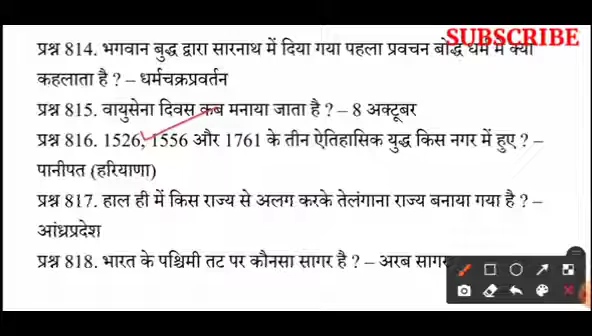 SUBSCRIBE
प्रश्न 814. भगवान बुद्ध द्वारा सारनाथ में दिया गया पहला प्रवचन बौद्ध धर्म में क्या
कहलाता है ? – धर्मचक्रप्रवर्तन
प्रश्न 815. वायुसेना दिवस कब मनाया जाता है ? – 8 अक्टूबर
प्रश्न 816. 1526, 1556 और 1761 के तीन ऐतिहासिक युद्ध किस नगर में हुए ? –
पानीपत (हरियाणा)
प्रश्न 817. हाल ही में किस राज्य से अलग करके तेलंगाना राज्य बनाया गया है ? –
आंध्रप्रदेश
प्रश्न 818. भारत के पश्चिमी तट पर कौनसा सागर है ? – अरब सागर